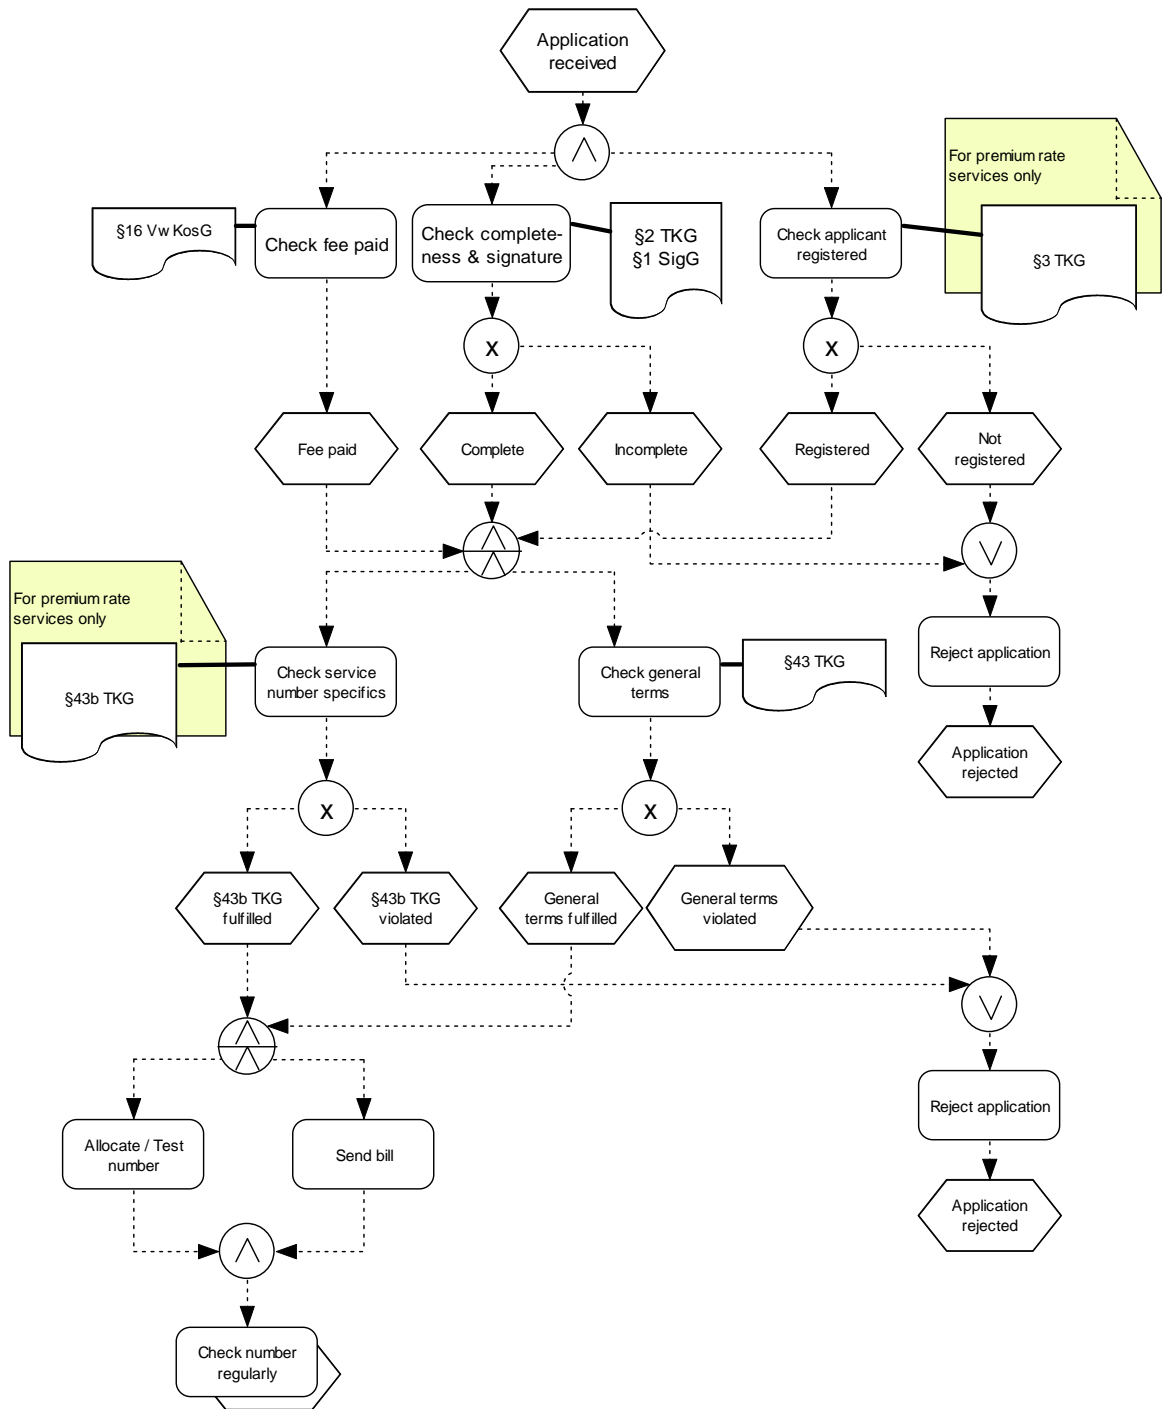 Application
received
For premium rate
services only
§16 Vw KosG
Check fee paid
Check complete-
ness & signature
§2 TKG
§1 SigG
Check applicant
registered
§3 TKG
x
x
Fee paid
Complete
Incomplete
Registered
Not
registered
For premium rate
services only
§43b TKG
Check service
number specifics
Check general
terms
§43 TKG
Reject application
Application
rejected
x
x
§43b TKG
fulfilled
§43b TKG
violated
General
terms fulfilled
General terms
violated
Reject application
Allocate / Test
number
Send bill
Application
rejected
Check number
regularly